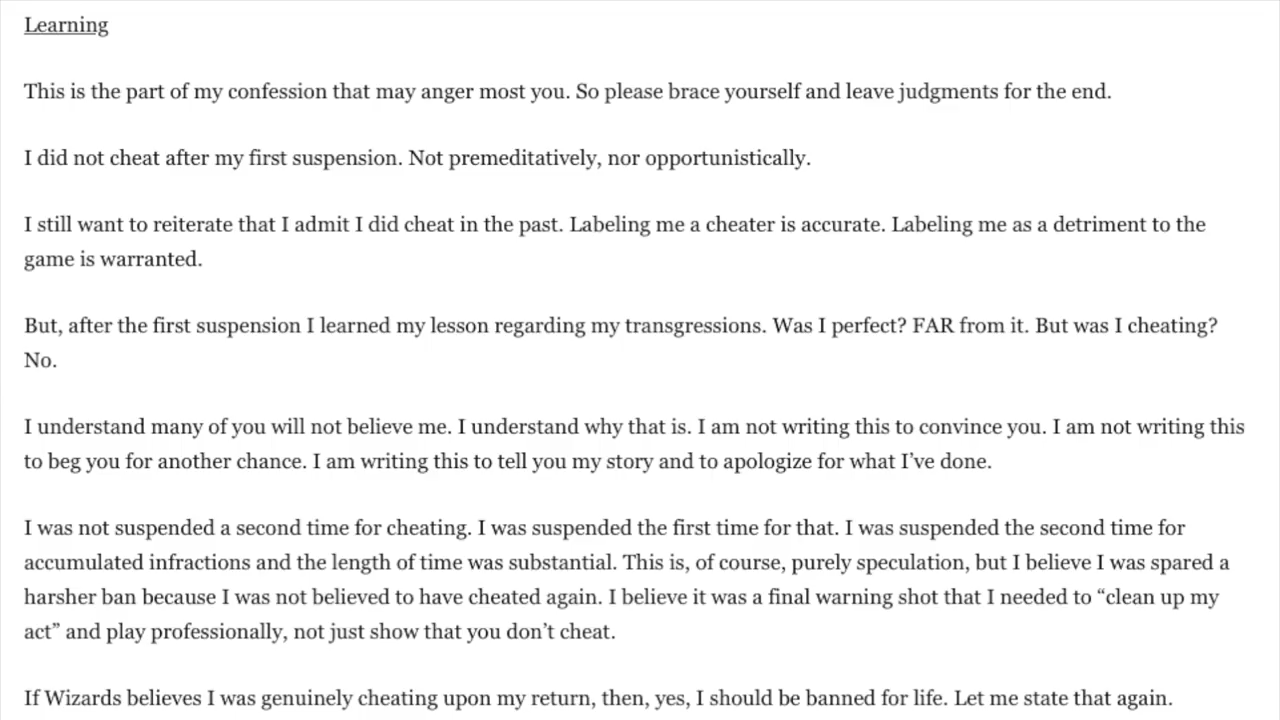 Learning
This is the part of my confession that may anger most you. So please brace yourself and leave judgments for the end.
I did not cheat after my first suspension. Not premeditatively, nor opportunistically.
I still want to reiterate that I admit I did cheat in the past. Labeling me a cheater is accurate. Labeling me as a detriment to the
game is warranted.
But, after the first suspension I learned my lesson regarding my transgressions. Was I perfect? FAR from it. But was I cheating?
No.
I understand many of you will not believe me. I understand why that is. I am not writing this to convince you. I am not writing this
to beg you for another chance. I am writing this to tell you my story and to apologize for what I’ve done.
I was not suspended a second time for cheating. I was suspended the first time for that. I was suspended the second time for
accumulated infractions and the length of time was substantial. This is, of course, purely speculation, but I believe I was spared a
harsher ban because I was not believed to have cheated again. I believe it was a final warning shot that I needed to “clean up my
act” and play professionally, not just show that you don’t cheat.
If Wizards believes I was genuinely cheating upon my return, then, yes, I should be banned for life. Let me state that again.